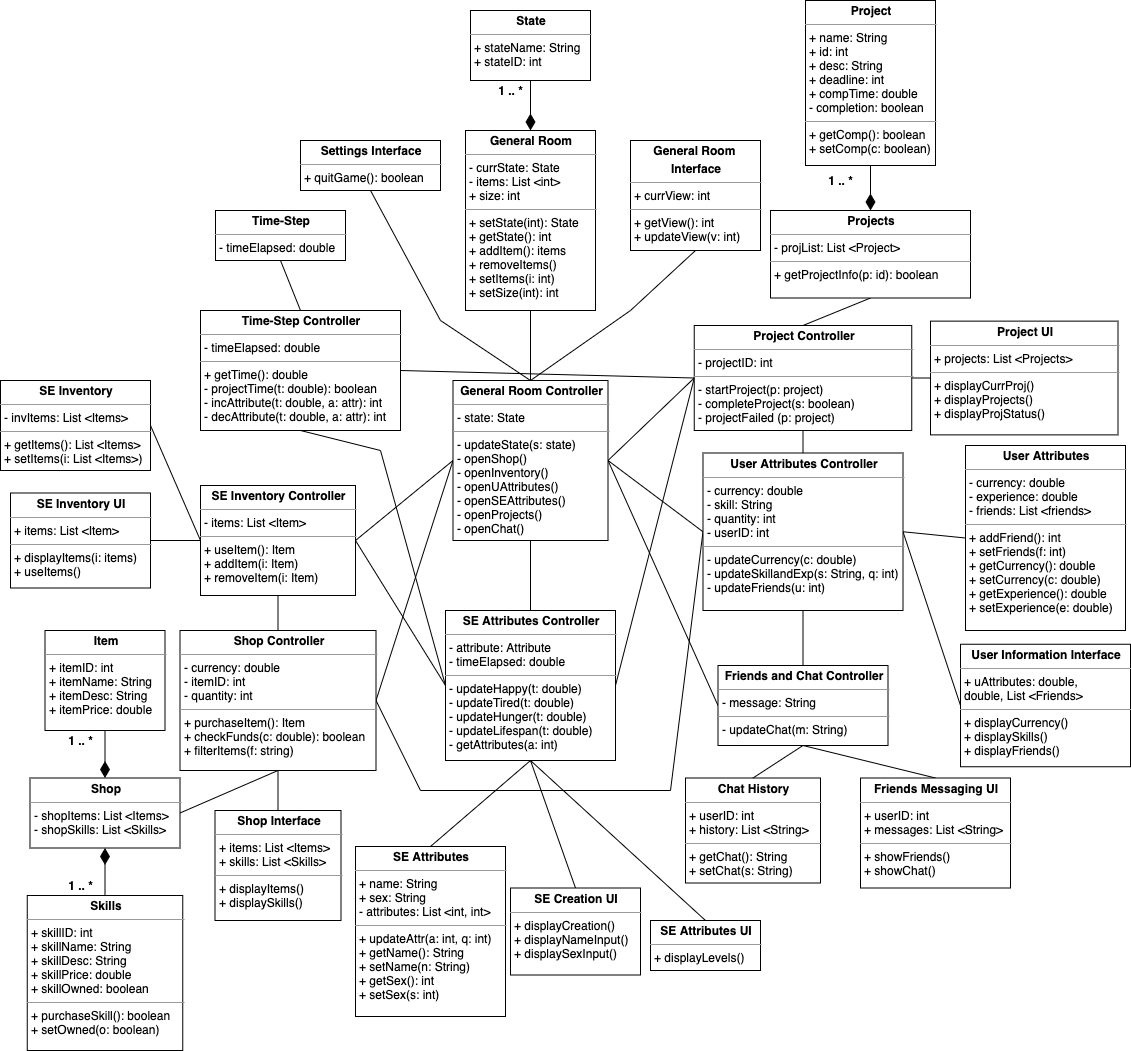 State
+ stateName: String
+ stateID: int
1 .. *
Project
+ name: String
+ id: int
+ desc: String
+ deadline: int
+ compTime: double
- completion: boolean
+ getComp(): boolean
+ setComp(c: boolean)
1 .. *
Settings Interface
+ quitGame(): boolean
General Room
- currState: State
- items: List <int>
+ size: int
+ setState(int): State
+ getState(): int
+ addItem(): items
+ removeItems()
+ setItems(i: int)
+ setSize(int): int
General Room
Interface
+ currView: int
+ getView(): int
+ updateView(v: int)
Time-Step
- timeElapsed: double
Projects
- projList: List <Project>
+ getProjectInfo(p: id): boolean
Time-Step Controller
- timeElapsed: double
+ getTime(): double
- projectTime(t: double): boolean
- incAttribute(t: double, a: attr): int
- decAttribute(t: double, a: attr): int
Project Controller
- projectID: int
- startProject(p: project)
- completeProject(s: boolean)
- projectFailed (p: project)
Project UI
+ projects: List <Projects>
+ displayCurrProj()
+ displayProjects()
+ displayProjStatus()
SE Inventory
- invItems: List <Items>
+ getItems(): List <Items>
+ setItems(i: List <Items>)
General Room Controller
- state: State
- updateState(s: state)
- openShop()
- openInventory()
- openUAttributes()
- openSEAttributes()
- openProjects()
- openChat()
User Attributes Controller
- currency: double
- skill: String
- quantity: int
- userID: int
- updateCurrency(c: double)
- updateSkillandExp(s: String, q: int)
- updateFriends(u: int)
User Attributes
- currency: double
- experience: double
- friends: List <friends>
+ addFriend(): int
+ setFriends(f: int)
+ getCurrency(): double
+ setCurrency(c: double)
+ getExperience(): double
+ setExperience(e: double)
SE Inventory UI
+ items: List <Item>
+ displayItems(i: items)
+ useItems()
SE Inventory Controller
- items: List <Item>
+ useItem(): Item
+ addItem(i: Item)
+ removeItem(i: Item)
Item
+ itemID: int
+ itemName: String
+ itemDesc: String
+ itemPrice: double
1 .. *
Shop Controller
- currency: double
- itemID: int
- quantity: int
+ purchaseItem(): Item
+ checkFunds(c: double): boolean
+ filterItems(f: string)
SE Attributes Controller
- attribute: Attribute
- timeElapsed: double
- updateHappy(t: double)
- updateTired(t: double)
- updateHunger(t: double)
- updateLifespan(t: double)
- getAttributes(a: int)
Friends and Chat Controller
- message: String
- updateChat(m: String)
User Information Interface
+ uAttributes: double,
double, List <Friends>
+ displayCurrency()
+ displaySkills()
+ displayFriends()
Shop
- shopItems: List <Items>
- shopSkills: List <Skills>
1 .. *
Shop Interface
+ items: List <Items>
+ skills: List <Skills>
+ displayItems()
+ displaySkills()
Chat History
+ userID: int
+ history: List <String>
+ getChat(): String
+ setChat(s: String)
Friends Messaging UI
+ userID: int
+ messages: List <String>
+ showFriends()
+ showChat()
Skills
+ skillID: int
+ skillName: String
+ skillDesc: String
+ skillPrice: double
+ skillOwned: boolean
+ purchaseSkill(): boolean
+ setOwned(o: boolean)
SE Attributes
+ name: String
+ sex: String
- attributes: List <int, int>
+ updateAttr(a: int, q: int)
+ getName(): String
+ setName(n: String)
+ getSex(): int
+ setSex(s: int)
SE Creation UI
+ displayCreation()
+ displayNameInput()
+ displaySexInput()
SE Attributes UI
+ displayLevels()